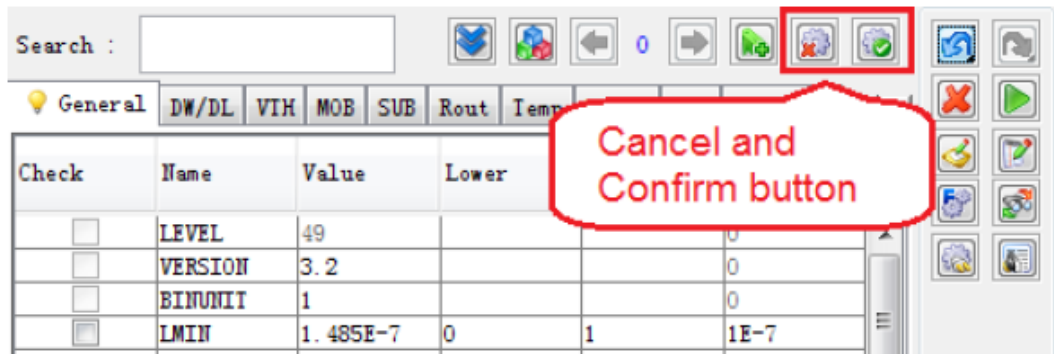 Search :
0
General DW/DL VTH MOB SUB Rout Temp
Cancel and
Confirm button
Check Name Value Lower
LEVEL 49 0
VERSION 3.2 0
BINUNIT 1 0
LMIN 1.485E-7 0 1 1E-7